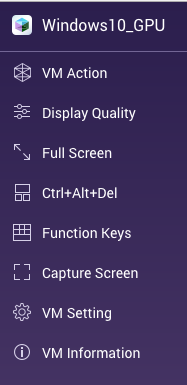 Windows10_GPU
VM Action
Display Quality
Full Screen
Ctrl+Alt+Del
Function Keys
Capture Screen
VM Setting
VM Information